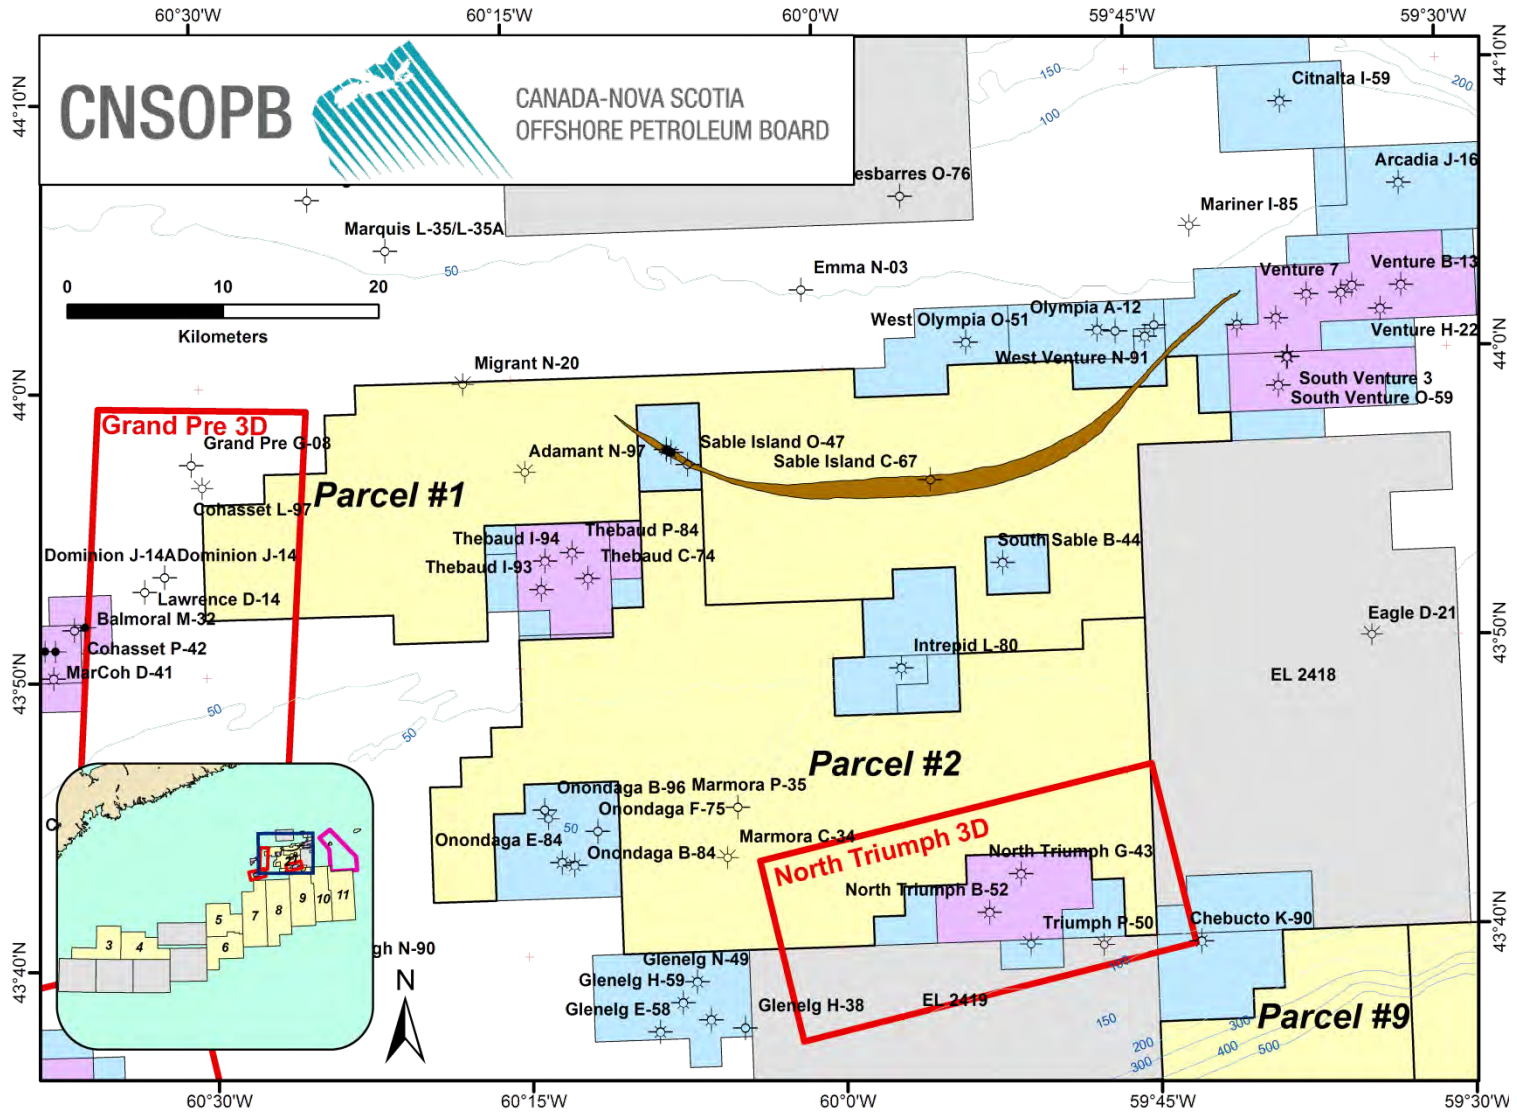 60°30'W
60°15'W
60°0'W
59°45'W
59°30'W
CNSOPB
CANADA-NOVA SCOTIA
OFFSHORE PETROLEUM BOARD
44°10'N
44°10'N
150
100
200
Citnalta I-59
Arcadia J-16
esbarres O-76
Marquis L-35/L-35A
Mariner I-85
50
Emma N-03
Venture 7
Venture B-13
0
10
20
Kilometers
Olympia A-12
West Olympia O-51
Venture H-22
44°0'N
West Venture N-91
Migrant N-20
South Venture 3
South Venture O-59
44°0'N
Grand Pre 3D
Grand Pre G-08
Adamant N-97
Sable Island O-47
Sable Island C-67
Parcel #1
Cohasset L-97
Thebaud I-94
Thebaud P-84
South Sable B-44
Dominion J-14A
Dominion J-14
Thebaud I-93
Thebaud C-74
Lawrence D-14
Balmoral M-32
Eagle D-21
43°50'N
Cohasset P-42
Intrepid L-80
MarCoh D-41
EL 2418
43°50'N
50
50
Parcel #2
Onondaga B-96
Marmora P-35
Onondaga F-75
50
C
Onondaga E-84
Onondaga B-84
Marmora C-34
North Triumph 3D
North Triumph G-43
North Triumph B-52
Triumph P-50
Chebucto K-90
43°40'N
3
4
5
6
7
8
9
10
11
2
1
gh N-90
N
Glenelg N-49
Glenelg H-59
Glenelg E-58
Glenelg H-38
EL 2419
100
150
200
300
300
400
500
Parcel #9
43°40'N
60°30'W
60°15'W
60°0'W
59°45'W
59°30'W